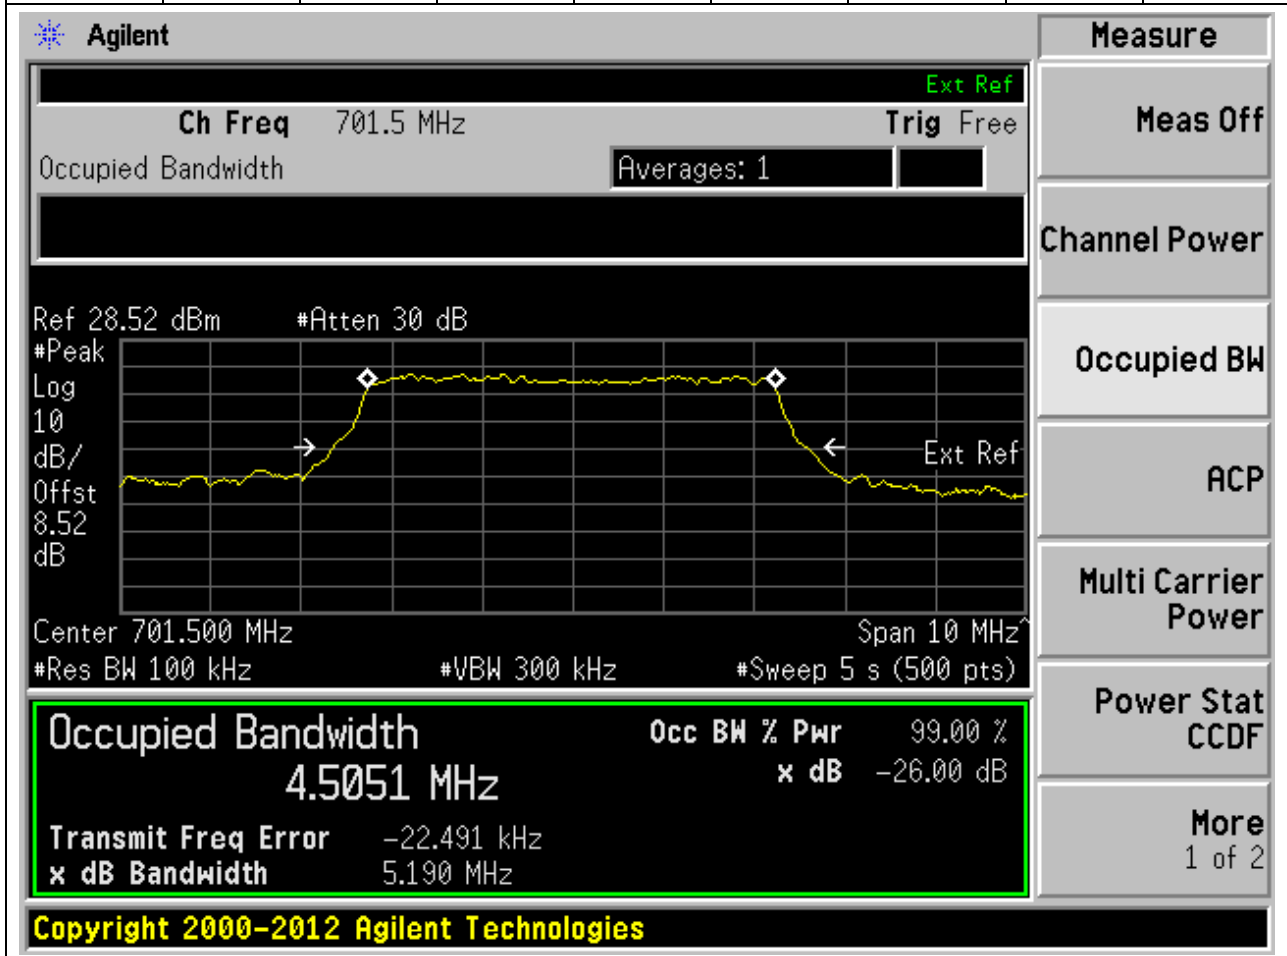 Agilent
Measure
Ext Ref
Ch Freq 701.5 MHz Trig Free
Occupied Bandwidth Averages: 1
Meas Off
Channel Power
Occupied BW
ACP
Multi Carrier
Power
Power Stat
CCDF
More
1 of 2
Ref 28.52 dBm #Atten 30 dB
#Peak
Log
10
dB/
Offst
8.52
dB
Ext Ref
Center 701.500 MHz Span 10 MHz^
#Res BW 100 kHz #VBW 300 kHz #Sweep 5 s (500 pts)
Occupied Bandwidth Occ BW % Pwr 99.00 %
4.5051 MHz x dB -26.00 dB
Transmit Freq Error -22.491 kHz
x dB Bandwidth 5.190 MHz
Copyright 2000-2012 Agilent Technologies